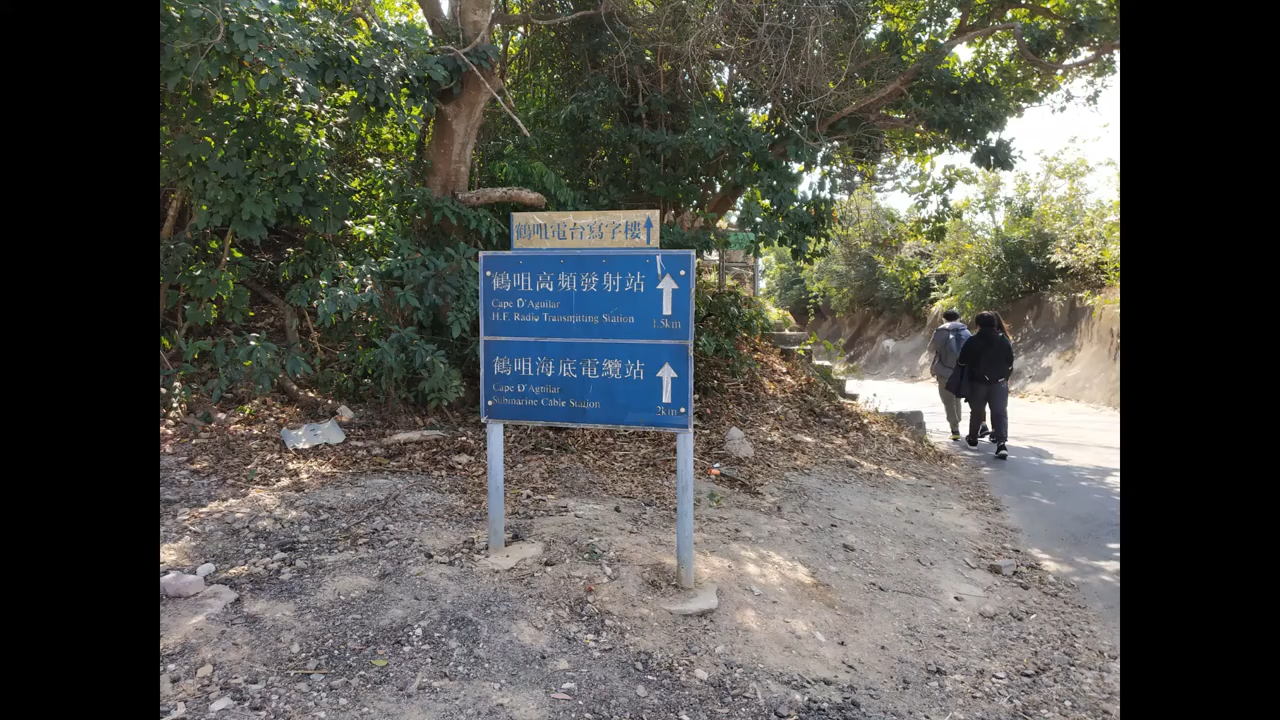 鶴咀電台寫字樓
鶴咀高頻發射站
Cape D'Aguilar
H.F. Radio Transmitting Station
1.5km
鶴咀海底電纜站
Cape D'Aguilar
Submarine Cable Station
2km